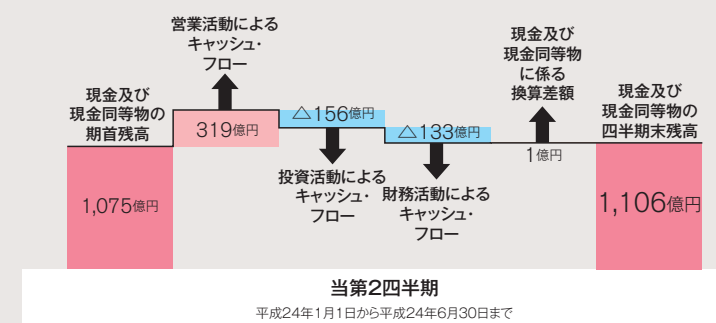 現金及び
現金同等物の
期首残高
1,075億円
営業活動による
キャッシュ・
フロー
319億円
△156億円
投資活動による
キャッシュ・
フロー
△133億円
財務活動による
キャッシュ・
フロー
現金及び
現金同等物
に係る
換算差額
1億円
現金及び
現金同等物の
四半期末残高
1,106億円
当第2四半期
平成24年1月1日から平成24年6月30日まで